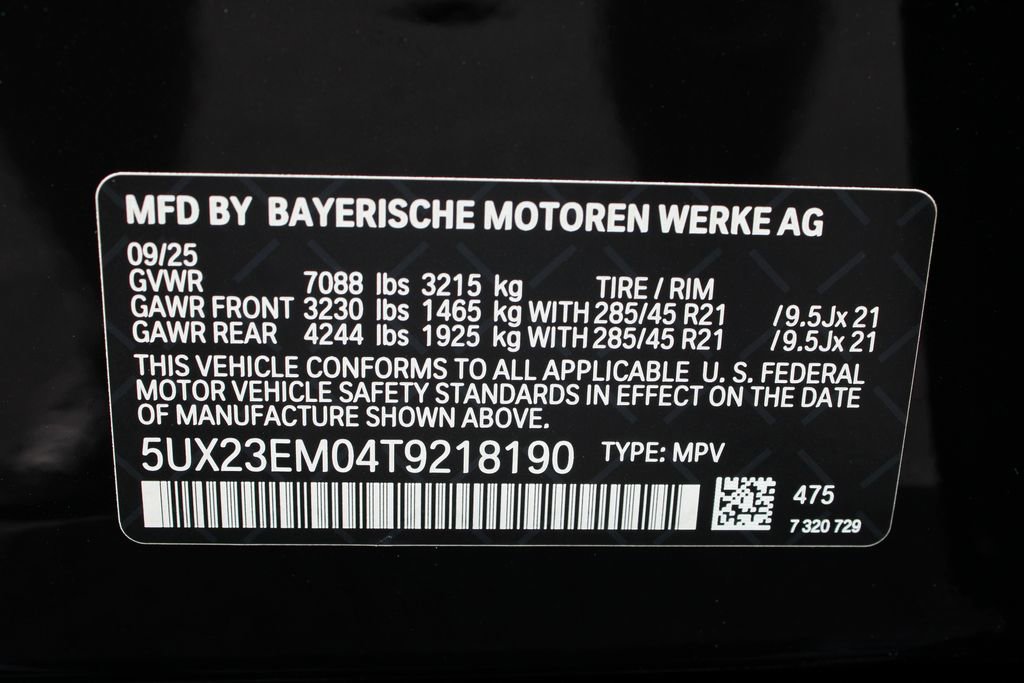 MFD BY BAYERISCHE MOTOREN WERKE AG
09/25
GVWR 7088 lbs 3215 kg TIRE / RIM
GAWR FRONT 3230 lbs 1465 kg WITH 285/45 R21 /9.5Jx 21
GAWR REAR 4244 lbs 1925 kg WITH 285/45 R21 /9.5Jx 21
THIS VEHICLE CONFORMS TO ALL APPLICABLE U. S. FEDERAL
MOTOR VEHICLE SAFETY STANDARDS IN EFFECT ON THE DATE
OF MANUFACTURE SHOWN ABOVE.
5UX23EM04T9218190 TYPE: MPV
475
7 320 729